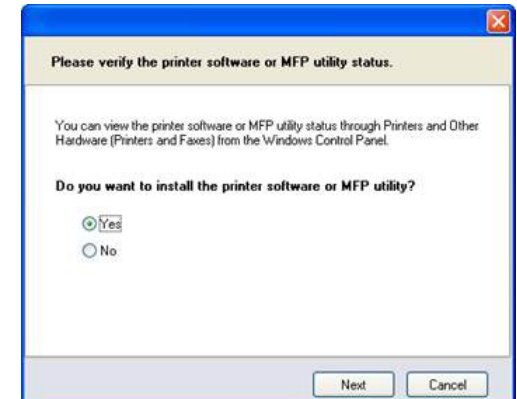 Please verify the printer software or MFP utility status.
You can view the printer software or MFP utility status through Printers and Other
Hardware (Printers and Faxes) from the Windows Control Panel.
Do you want to install the printer software or MFP utility?
Yes
No
Next Cancel